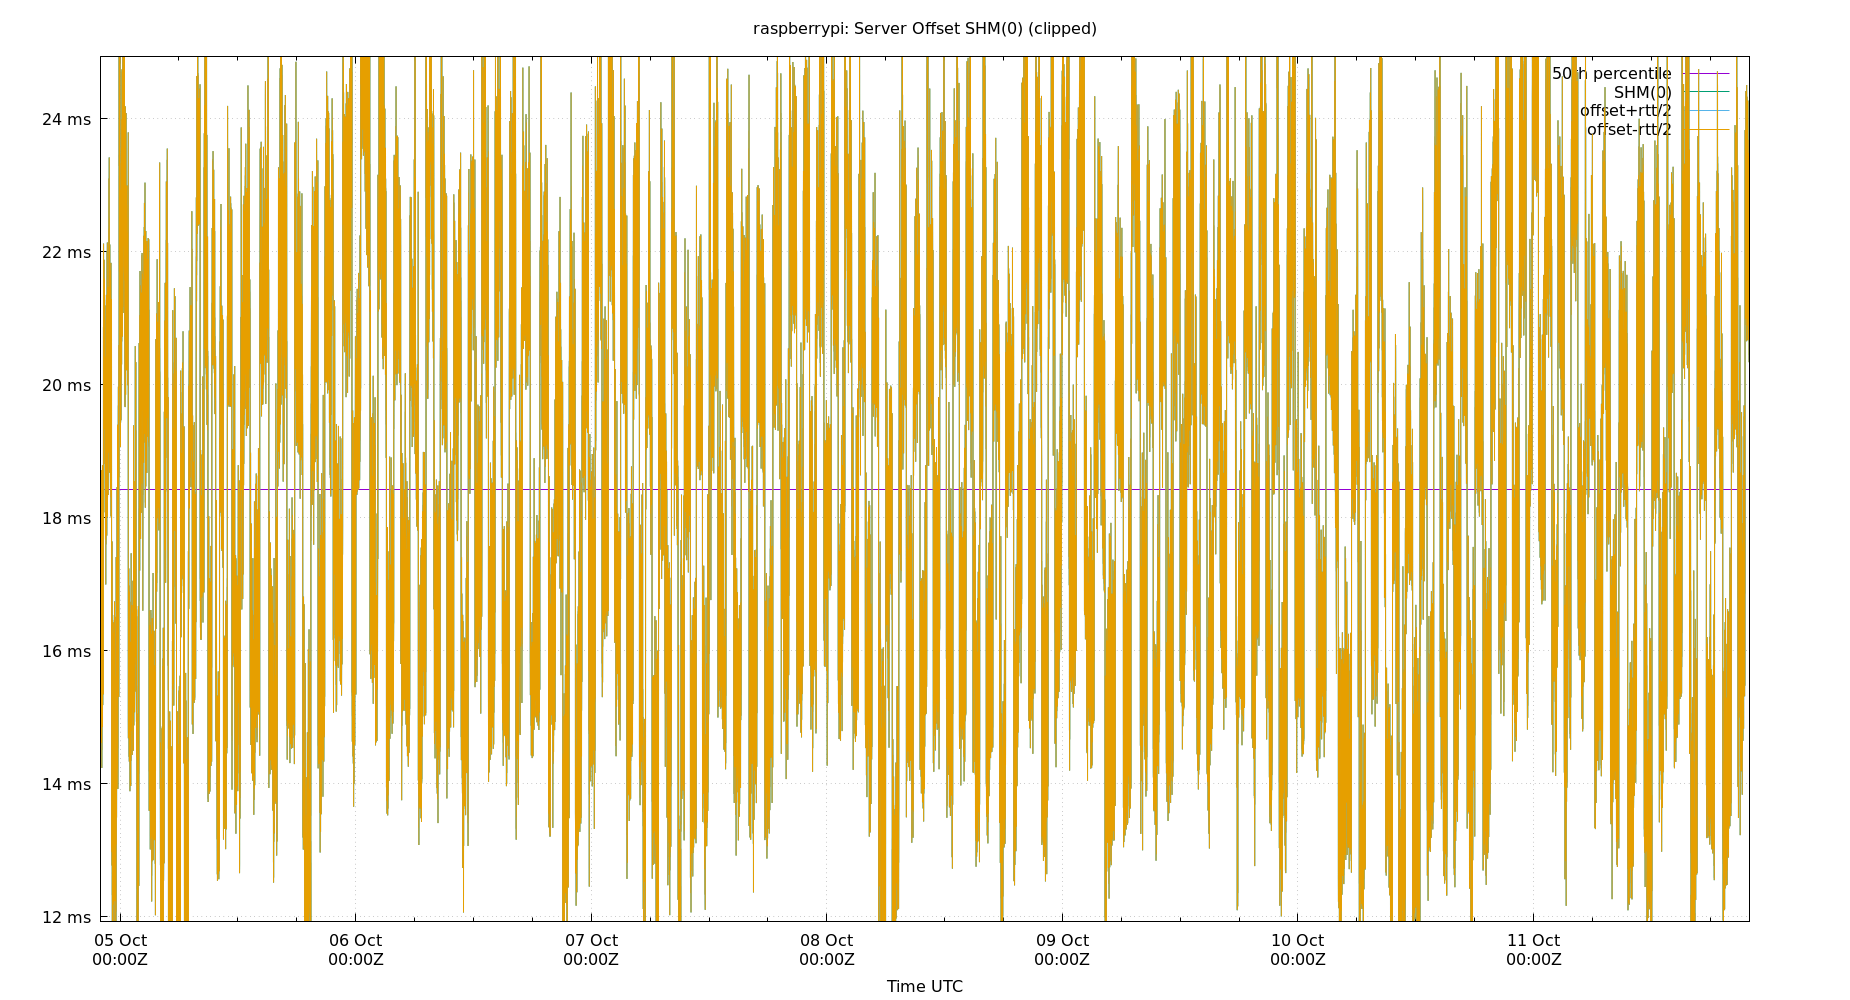 raspberrypi: Server Offset SHM(0) (clipped)
50th percentile
SHM(0)
offset+rtt/2
offset-rtt/2
24 ms
22 ms
20 ms
18 ms
16 ms
14 ms
12 ms
05 Oct 06 Oct 07 Oct 08 Oct 09 Oct 10 Oct 11 Oct
00:00Z 00:00Z 00:00Z 00:00Z 00:00Z 00:00Z 00:00Z
Time UTC